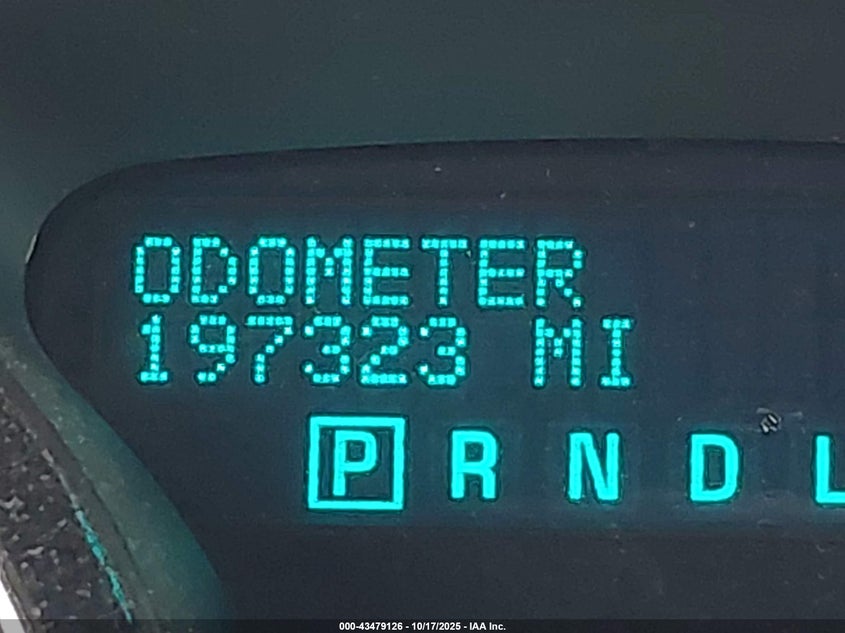 ODOMETER
197323 MI
P R N D L
000-43479126 - 10/17/2025 - IAA Inc.